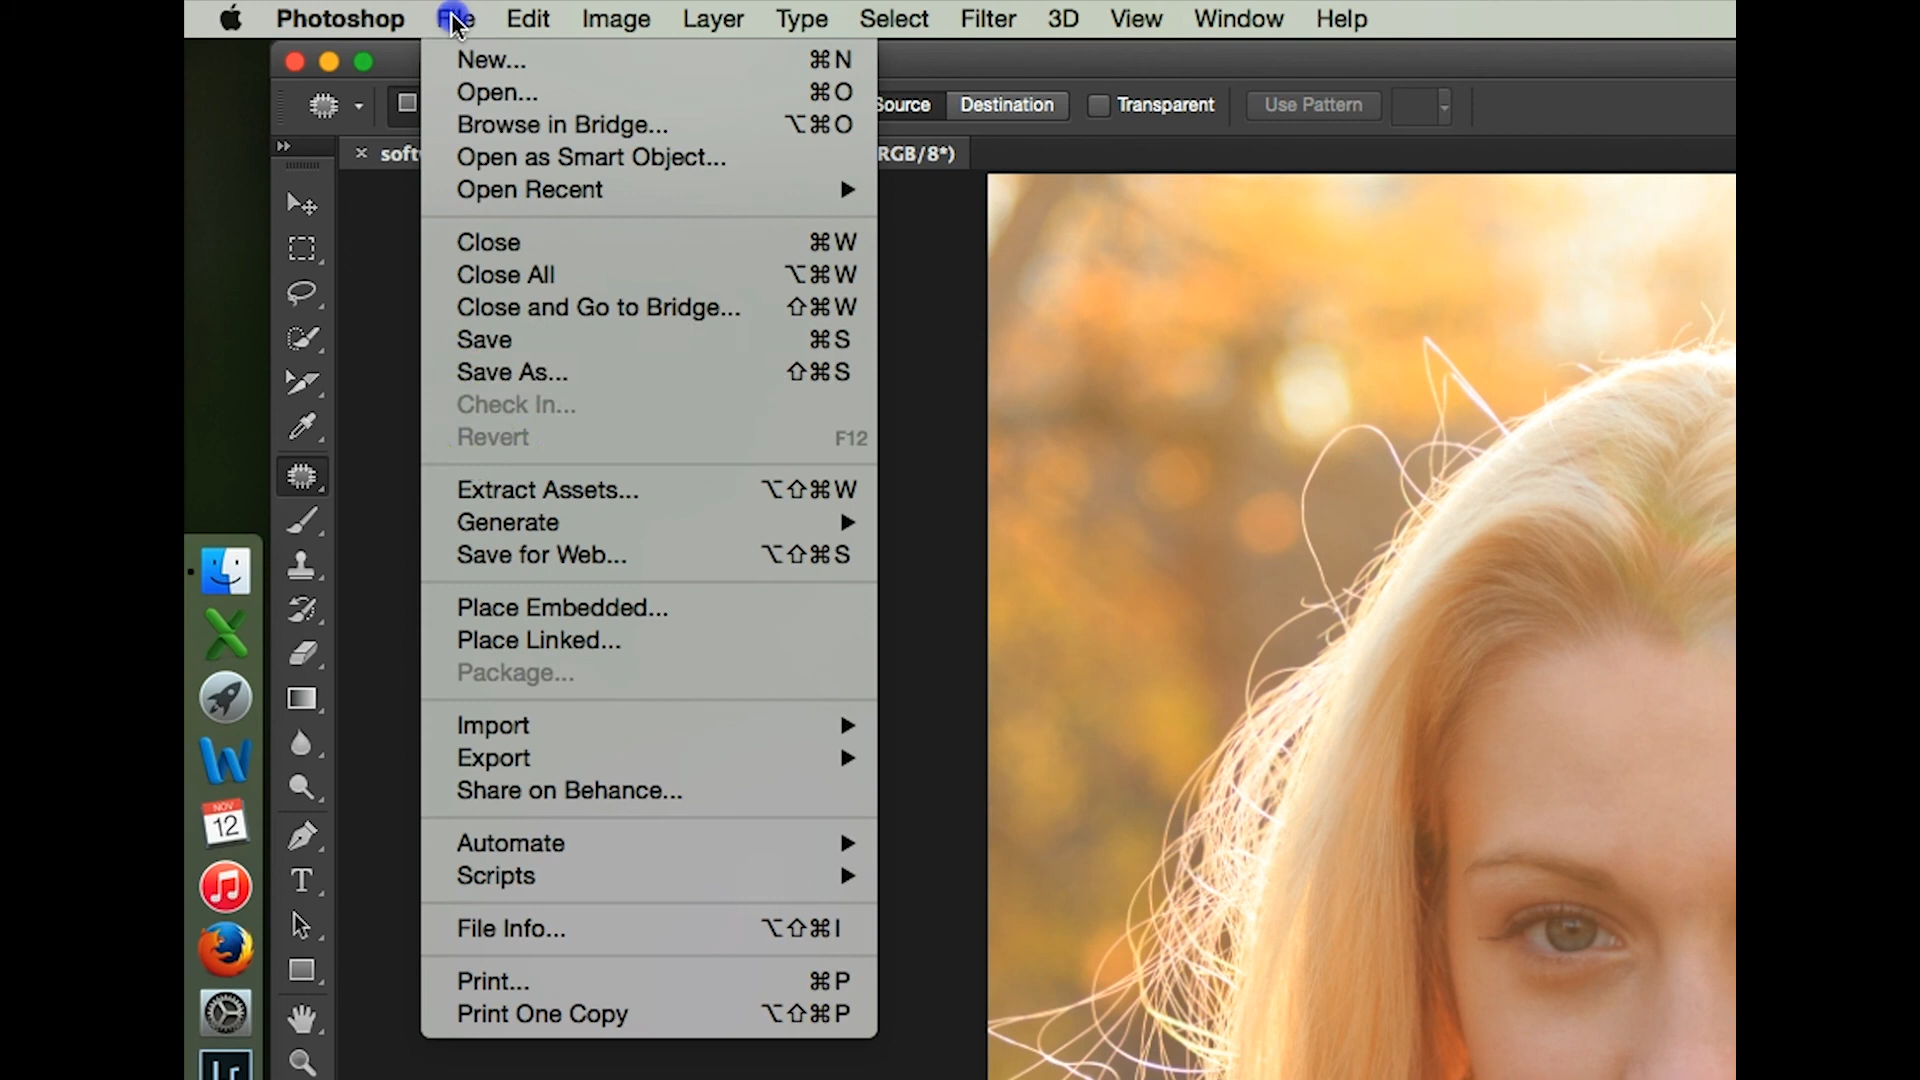 Photoshop File Edit Image Layer Type Select Filter 3D View Window Help
New... ⌘N
Open... ⌘O
Browse in Bridge... ⌥⌘O
Open as Smart Object...
Open Recent ▶
Close ⌘W
Close All ⌥⌘W
Close and Go to Bridge... ⇧⌘W
Save ⌘S
Save As... ⇧⌘S
Check In...
Revert F12
Extract Assets... ⌥⇧⌘W
Generate ▶
Save for Web... ⌥⇧⌘S
Place Embedded...
Place Linked...
Package...
Import ▶
Export ▶
Share on Behance...
Automate ▶
Scripts ▶
File Info... ⌥⇧⌘I
Print... ⌘P
Print One Copy ⌥⇧⌘P
Source Destination Transparent Use Pattern
RGB/8*)
NOV
12
T
Lr